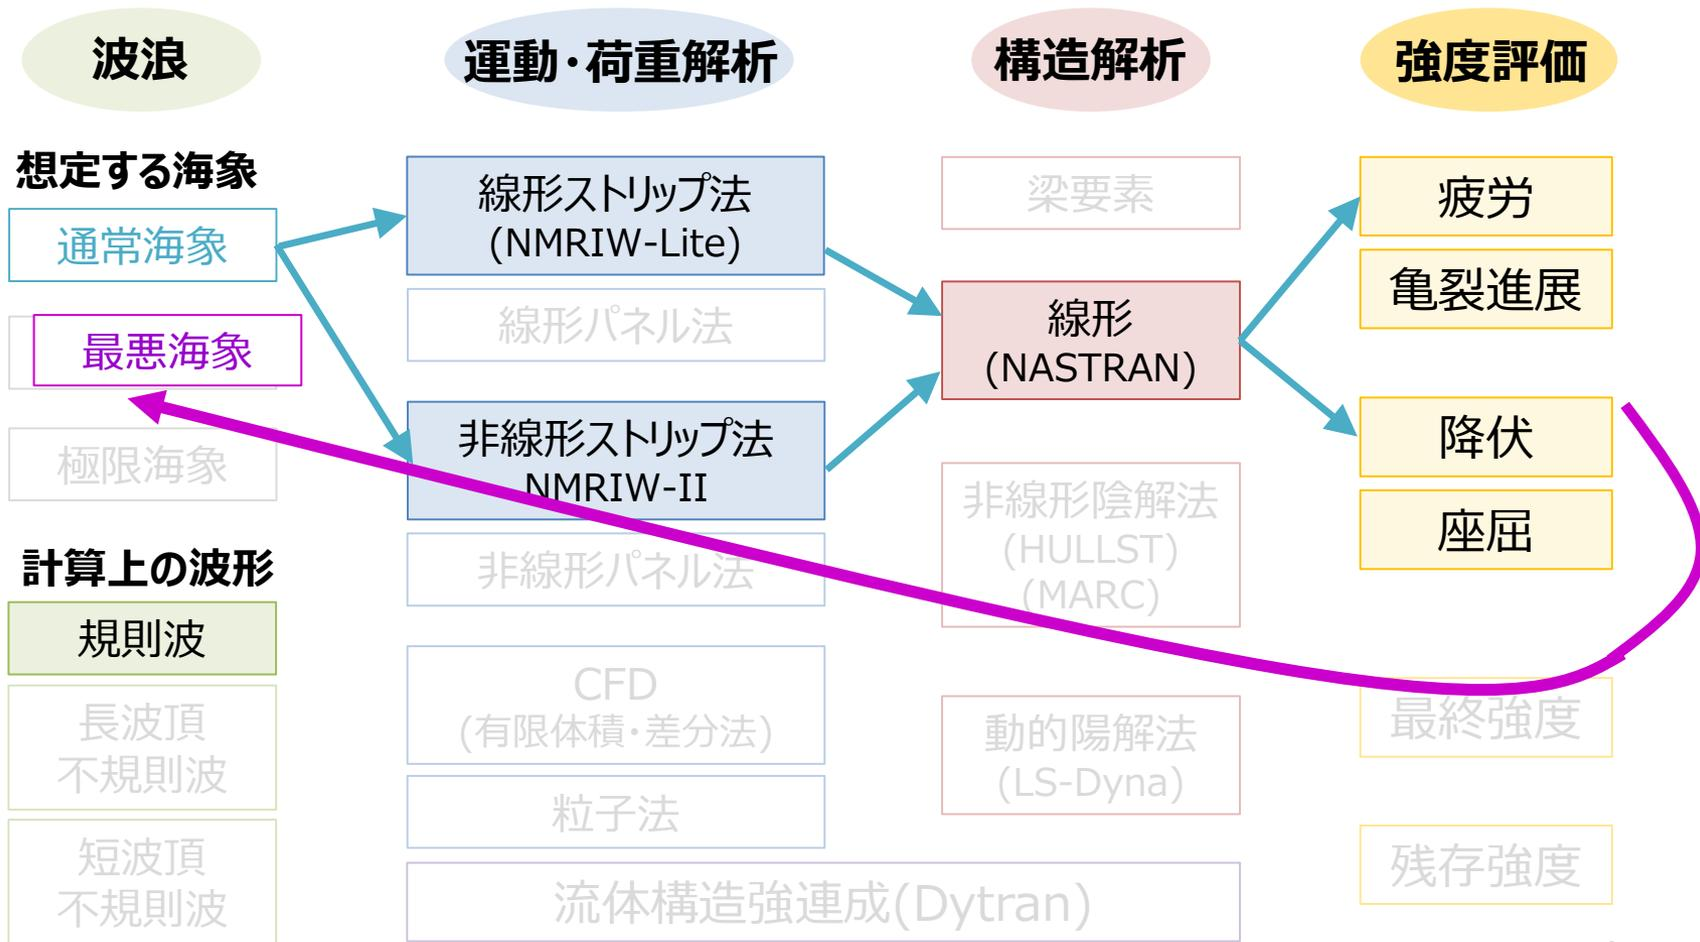 波浪
運動・荷重解析
構造解析
強度評価
想定する海象
通常海象
最悪海象
極限海象
計算上の波形
規則波
長波頂
不規則波
短波頂
不規則波
線形ストリップ法
(NMRIW-Lite)
線形パネル法
非線形ストリップ法
NMRIW-II
非線形パネル法
CFD
(有限体積・差分法)
粒子法
流体構造強連成(Dytran)
梁要素
線形
(NASTRAN)
非線形陰解法
(HULLST)
(MARC)
動的陽解法
(LS-Dyna)
疲労
亀裂進展
降伏
座屈
最終強度
残存強度